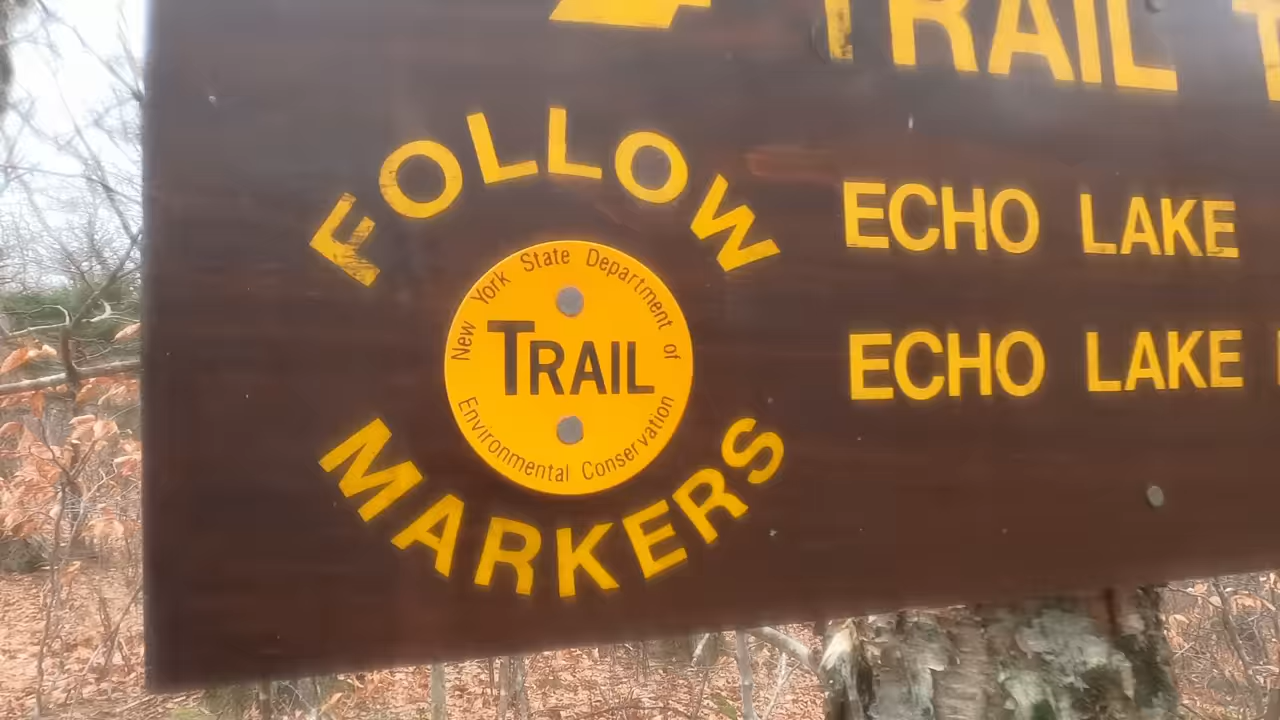 TRAIL
FOLLOW
New York State Department of
TRAIL
Environmental Conservation
MARKERS
ECHO LAKE
ECHO LAKE